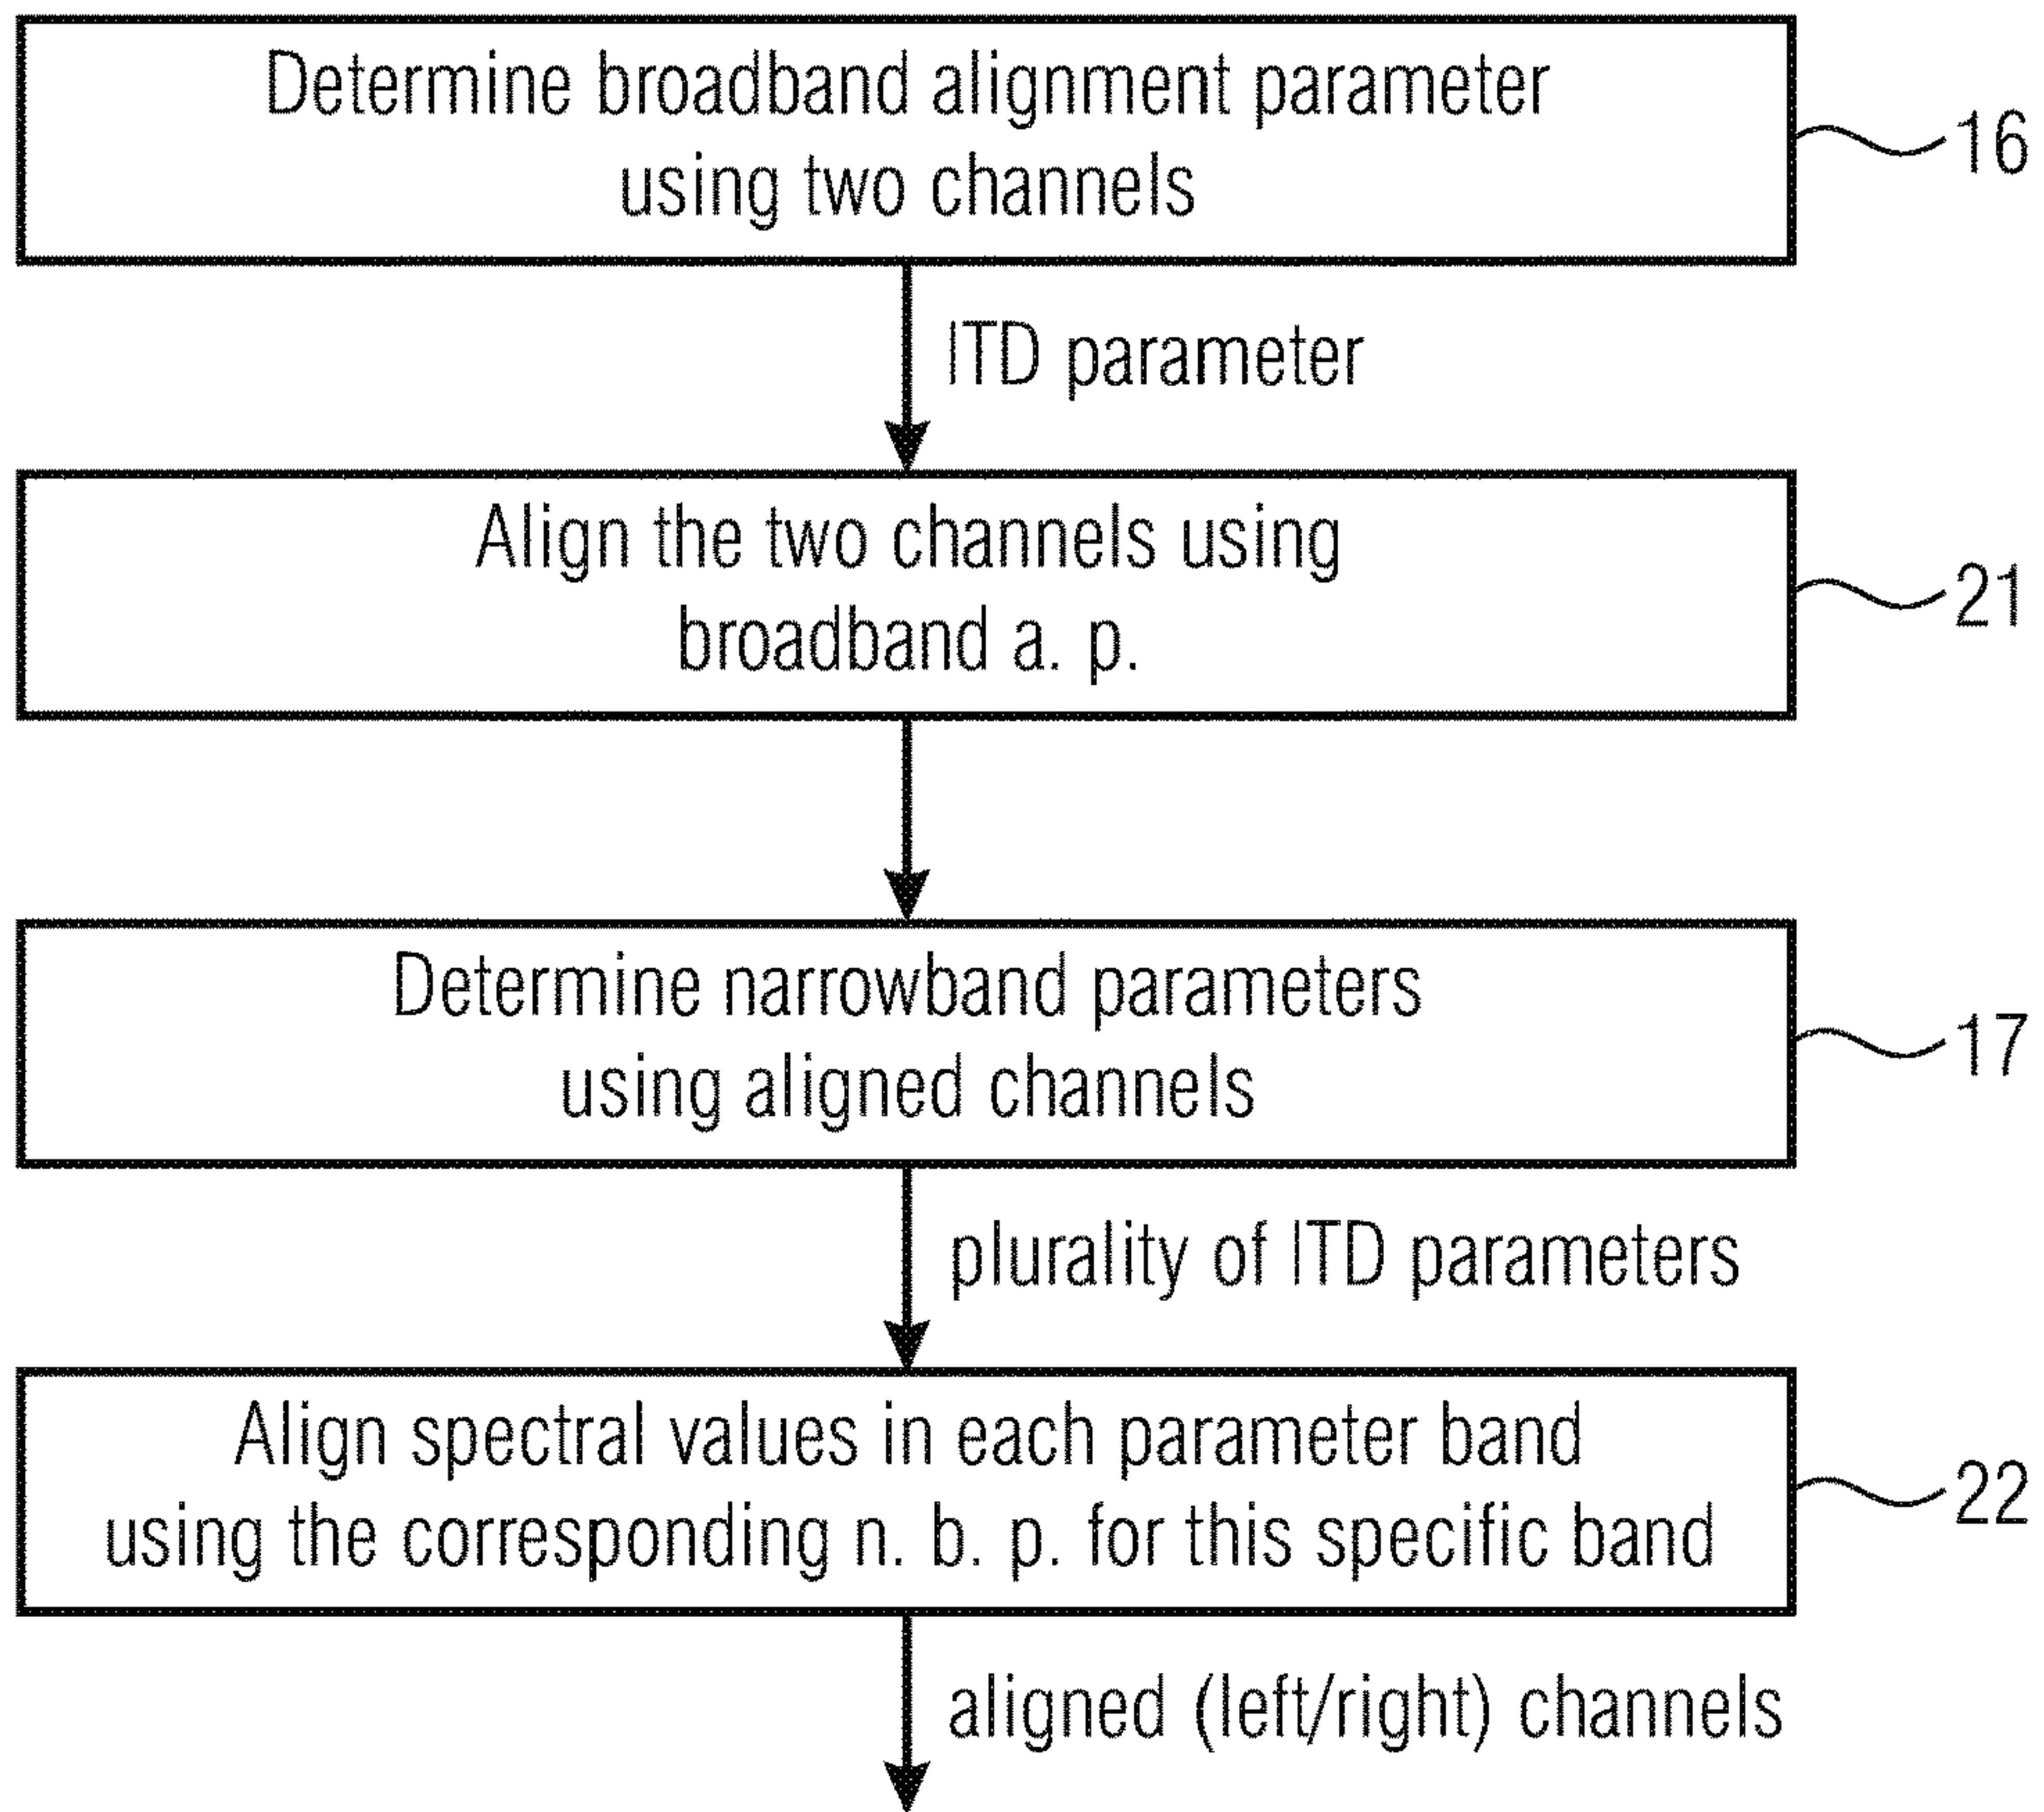 Determine broadband alignment parameter
using two channels
16
ITD parameter
Align the two channels using
broadband a. p.
21
Determine narrowband parameters
using aligned channels
17
plurality of ITD parameters
Align spectral values in each parameter band
using the corresponding n. b. p. for this specific band
22
aligned (left/right) channels